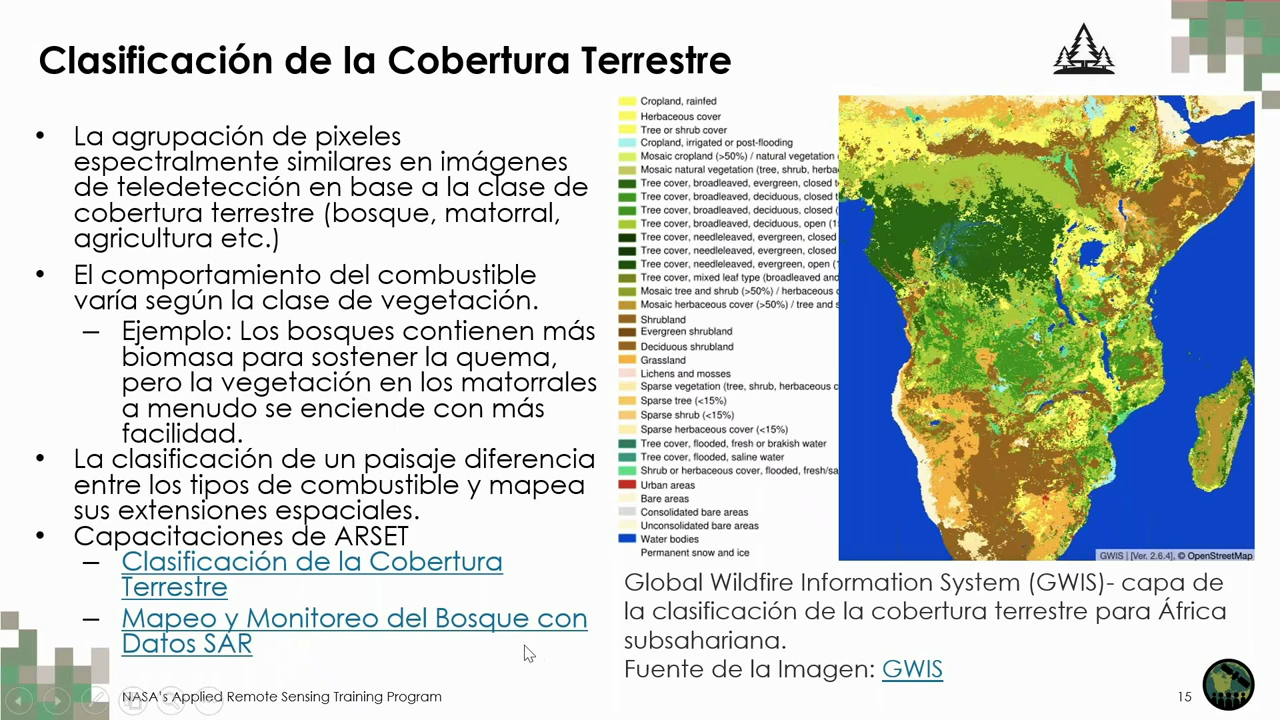 Clasificación de la Cobertura Terrestre
• La agrupación de pixeles
espectralmente similares en imágenes
de teledetección en base a la clase de
cobertura terrestre (bosque, matorral,
agricultura etc.)
• El comportamiento del combustible
varía según la clase de vegetación.
– Ejemplo: Los bosques contienen más
biomasa para sostener la quema,
pero la vegetación en los matorrales
a menudo se enciende con más
facilidad.
• La clasificación de un paisaje diferencia
entre los tipos de combustible y mapea
sus extensiones espaciales.
• Capacitaciones de ARSET
– Clasificación de la Cobertura
Terrestre
– Mapeo y Monitoreo del Bosque con
Datos SAR
Cropland, rainfed
Herbaceous cover
Tree or shrub cover
Cropland, irrigated or post-flooding
Mosaic cropland (>50%) / natural vegetation
Mosaic natural vegetation (tree, shrub, herba
Tree cover, broadleaved, evergreen, closed t
Tree cover, broadleaved, deciduous, closed t
Tree cover, broadleaved, deciduous, closed (
Tree cover, broadleaved, deciduous, open (1
Tree cover, needleleaved, evergreen, closed
Tree cover, needleleaved, evergreen, closed
Tree cover, needleleaved, evergreen, open (1
Tree cover, mixed leaf type (broadleaved and
Mosaic tree and shrub (>50%) / herbaceous c
Mosaic herbaceous cover (>50%) / tree and s
Shrubland
Evergreen shrubland
Deciduous shrubland
Grassland
Lichens and mosses
Sparse vegetation (tree, shrub, herbaceous c
Sparse tree (<15%)
Sparse shrub (<15%)
Sparse herbaceous cover (<15%)
Tree cover, flooded, fresh or brakish water
Tree cover, flooded, saline water
Shrub or herbaceous cover, flooded, fresh/sa
Urban areas
Bare areas
Consolidated bare areas
Unconsolidated bare areas
Water bodies
Permanent snow and ice
GWIS | [Ver. 2.6.4], © OpenStreetMap
Global Wildfire Information System (GWIS)- capa de
la clasificación de la cobertura terrestre para África
subsahariana.
Fuente de la Imagen: GWIS
NASA's Applied Remote Sensing Training Program
15